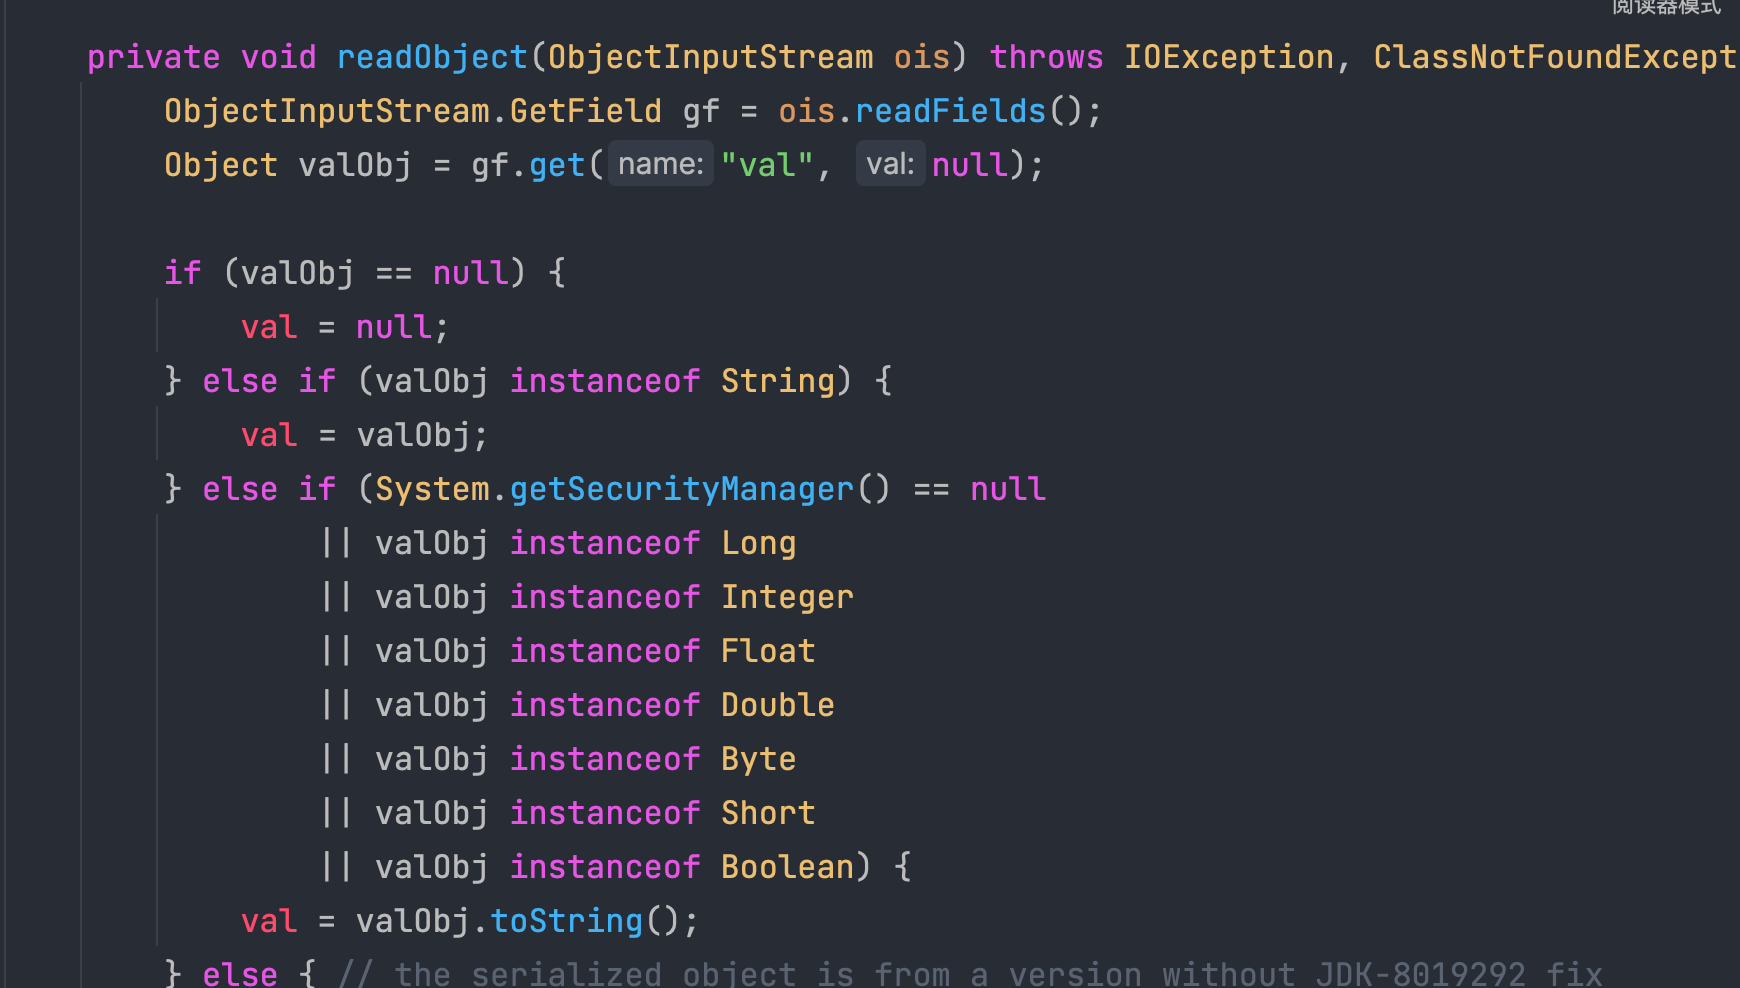 阅读器模式
private void readObject(ObjectInputStream ois) throws IOException, ClassNotFoundExcept
ObjectInputStream.GetField gf = ois.readFields();
Object valObj = gf.get( name: "val", val: null);
if (valObj == null) {
val = null;
} else if (valObj instanceof String) {
val = valObj;
} else if (System.getSecurityManager() == null
|| valObj instanceof Long
|| valObj instanceof Integer
|| valObj instanceof Float
|| valObj instanceof Double
|| valObj instanceof Byte
|| valObj instanceof Short
|| valObj instanceof Boolean) {
val = valObj.toString();
} else { // the serialized object is from a version without JDK-8019292 fix